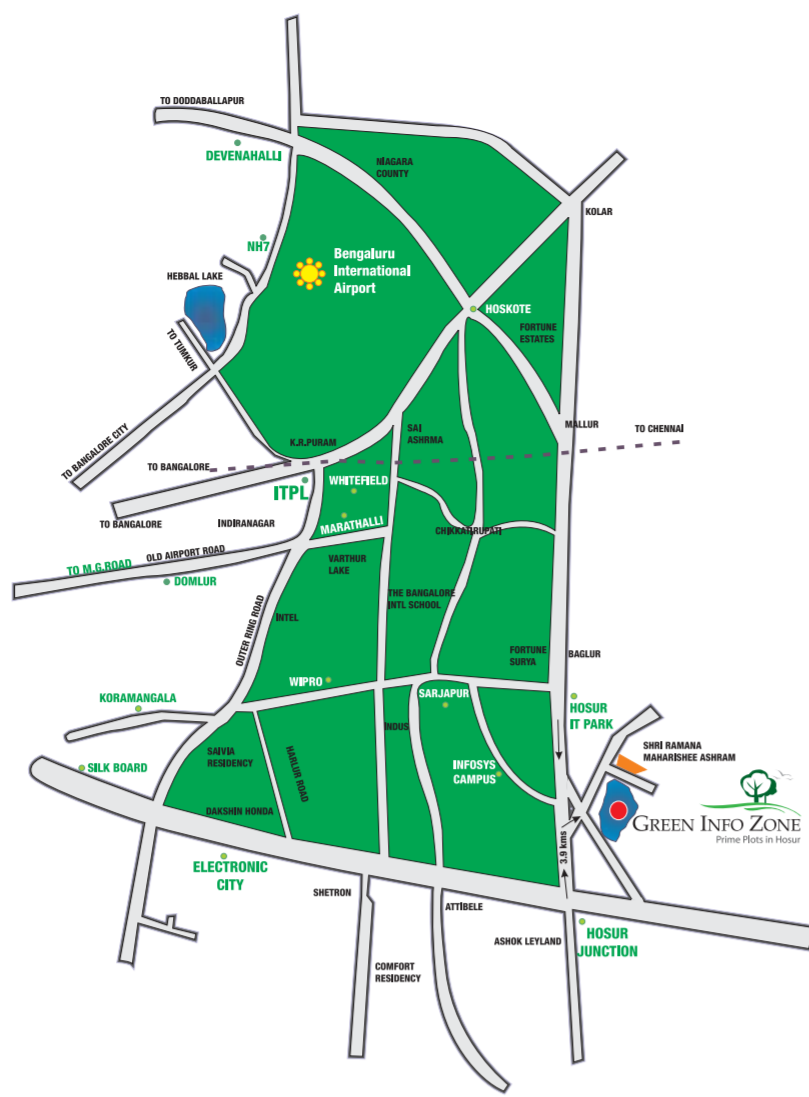 TO DODDABALLAPUR
DEVENAHALLI
NIAGARA
COUNTY
KOLAR
NH7
Bengaluru
International
Airport
HEBBAL LAKE
HOSKOTE
FORTUNE
ESTATES
TO TUMKUR
MALLUR
TO CHENNAI
SAI
ASHRMA
K.R.PURAM
TO BANGALORE CITY
TO BANGALORE
ITPL
WHITEFIELD
TO BANGALORE
INDIRANAGAR
MARATHALLI
CHIKKATIRUPATI
OLD AIRPORT ROAD
TO M.G.ROAD
DOMLUR
VARTHUR
LAKE
THE BANGALORE
INTL SCHOOL
INTEL
OUTER RING ROAD
FORTUNE
SURYA
BAGLUR
WIPRO
SARJAPUR
KORAMANGALA
HOSUR
IT PARK
INDUS
SAIVIA
RESIDENCY
HARLUR ROAD
SHRI RAMANA
MAHARISHEE ASHRAM
SILK BOARD
INFOSYS
CAMPUS
DAKSHIN HONDA
GREEN INFO ZONE
Prime Plots in Hosur
3.9 kms
ELECTRONIC
CITY
SHETRON
ATTIBELE
ASHOK LEYLAND
HOSUR
JUNCTION
COMFORT
RESIDENCY